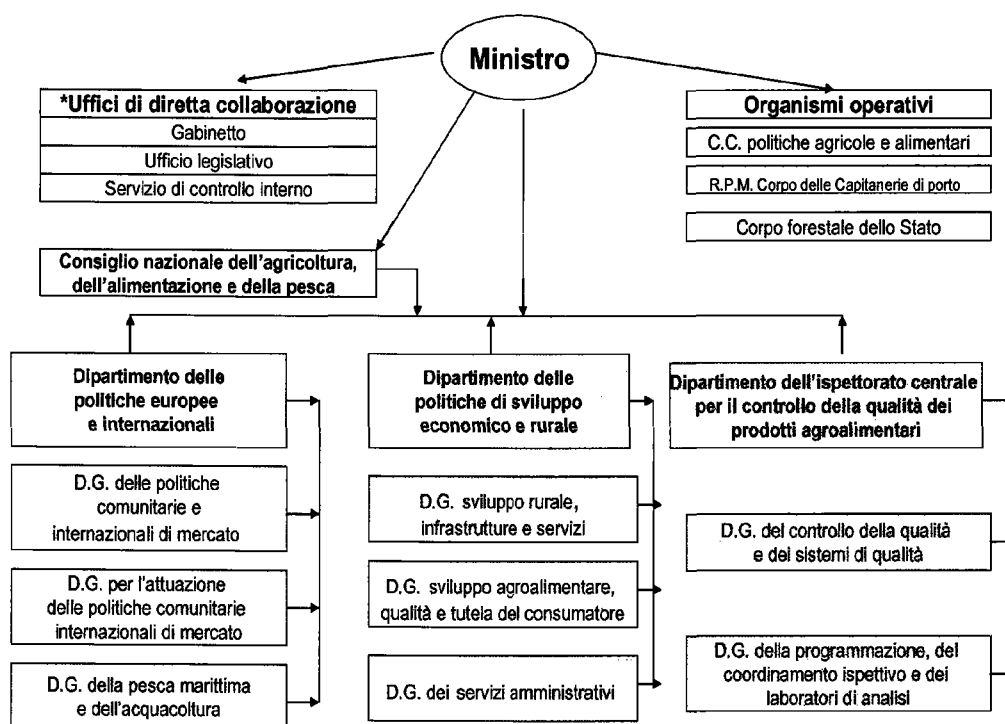 Ministro
*Uffici di diretta collaborazione
Gabinetto
Ufficio legislativo
Servizio di controllo interno
Organismi operativi
C.C. politiche agricole e alimentari
R.P.M. Corpo delle Capitanerie di porto
Corpo forestale dello Stato
Consiglio nazionale dell'agricoltura,
dell'alimentazione e della pesca
Dipartimento delle
politiche europee
e internazionali
D.G. delle politiche
comunitarie e
internazionali di mercato
D.G. per l'attuazione
delle politiche comunitarie
internazionali di mercato
D.G. della pesca marittima
e dell'acquacoltura
Dipartimento delle
politiche di sviluppo
economico e rurale
D.G. sviluppo rurale,
infrastrutture e servizi
D.G. sviluppo agroalimentare,
qualità e tutela del consumatore
D.G. dei servizi amministrativi
Dipartimento dell'ispettorato centrale
per il controllo della qualità dei
prodotti agroalimentari
D.G. del controllo della qualità
e dei sistemi di qualità
D.G. della programmazione, del
coordinamento ispettivo e dei
laboratori di analisi